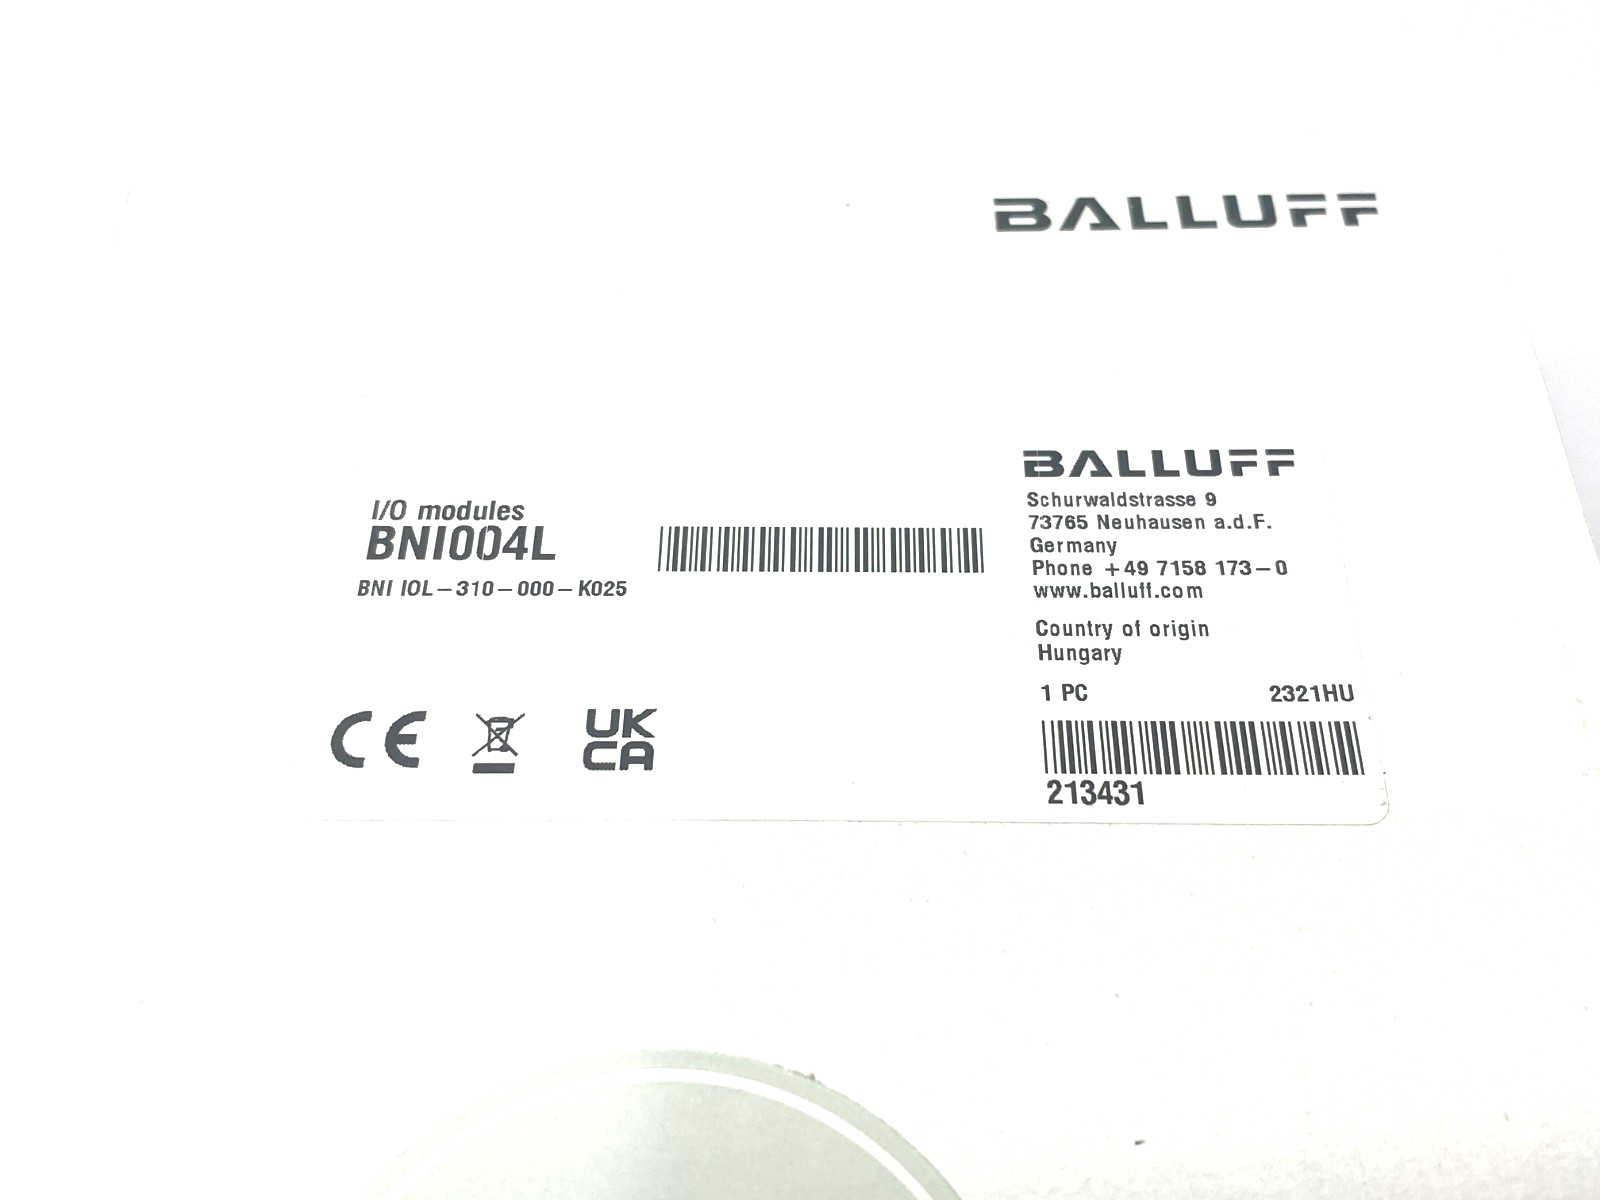 BALLUFF
I/O modules
BNI004L
BNI IOL-310-000-K025
CE
UK
CA
BALLUFF
Schurwaldstrasse 9
73765 Neuhausen a.d.F.
Germany
Phone +49 7158 173-0
www.balluff.com
Country of origin
Hungary
1 PC 2321HU
213431